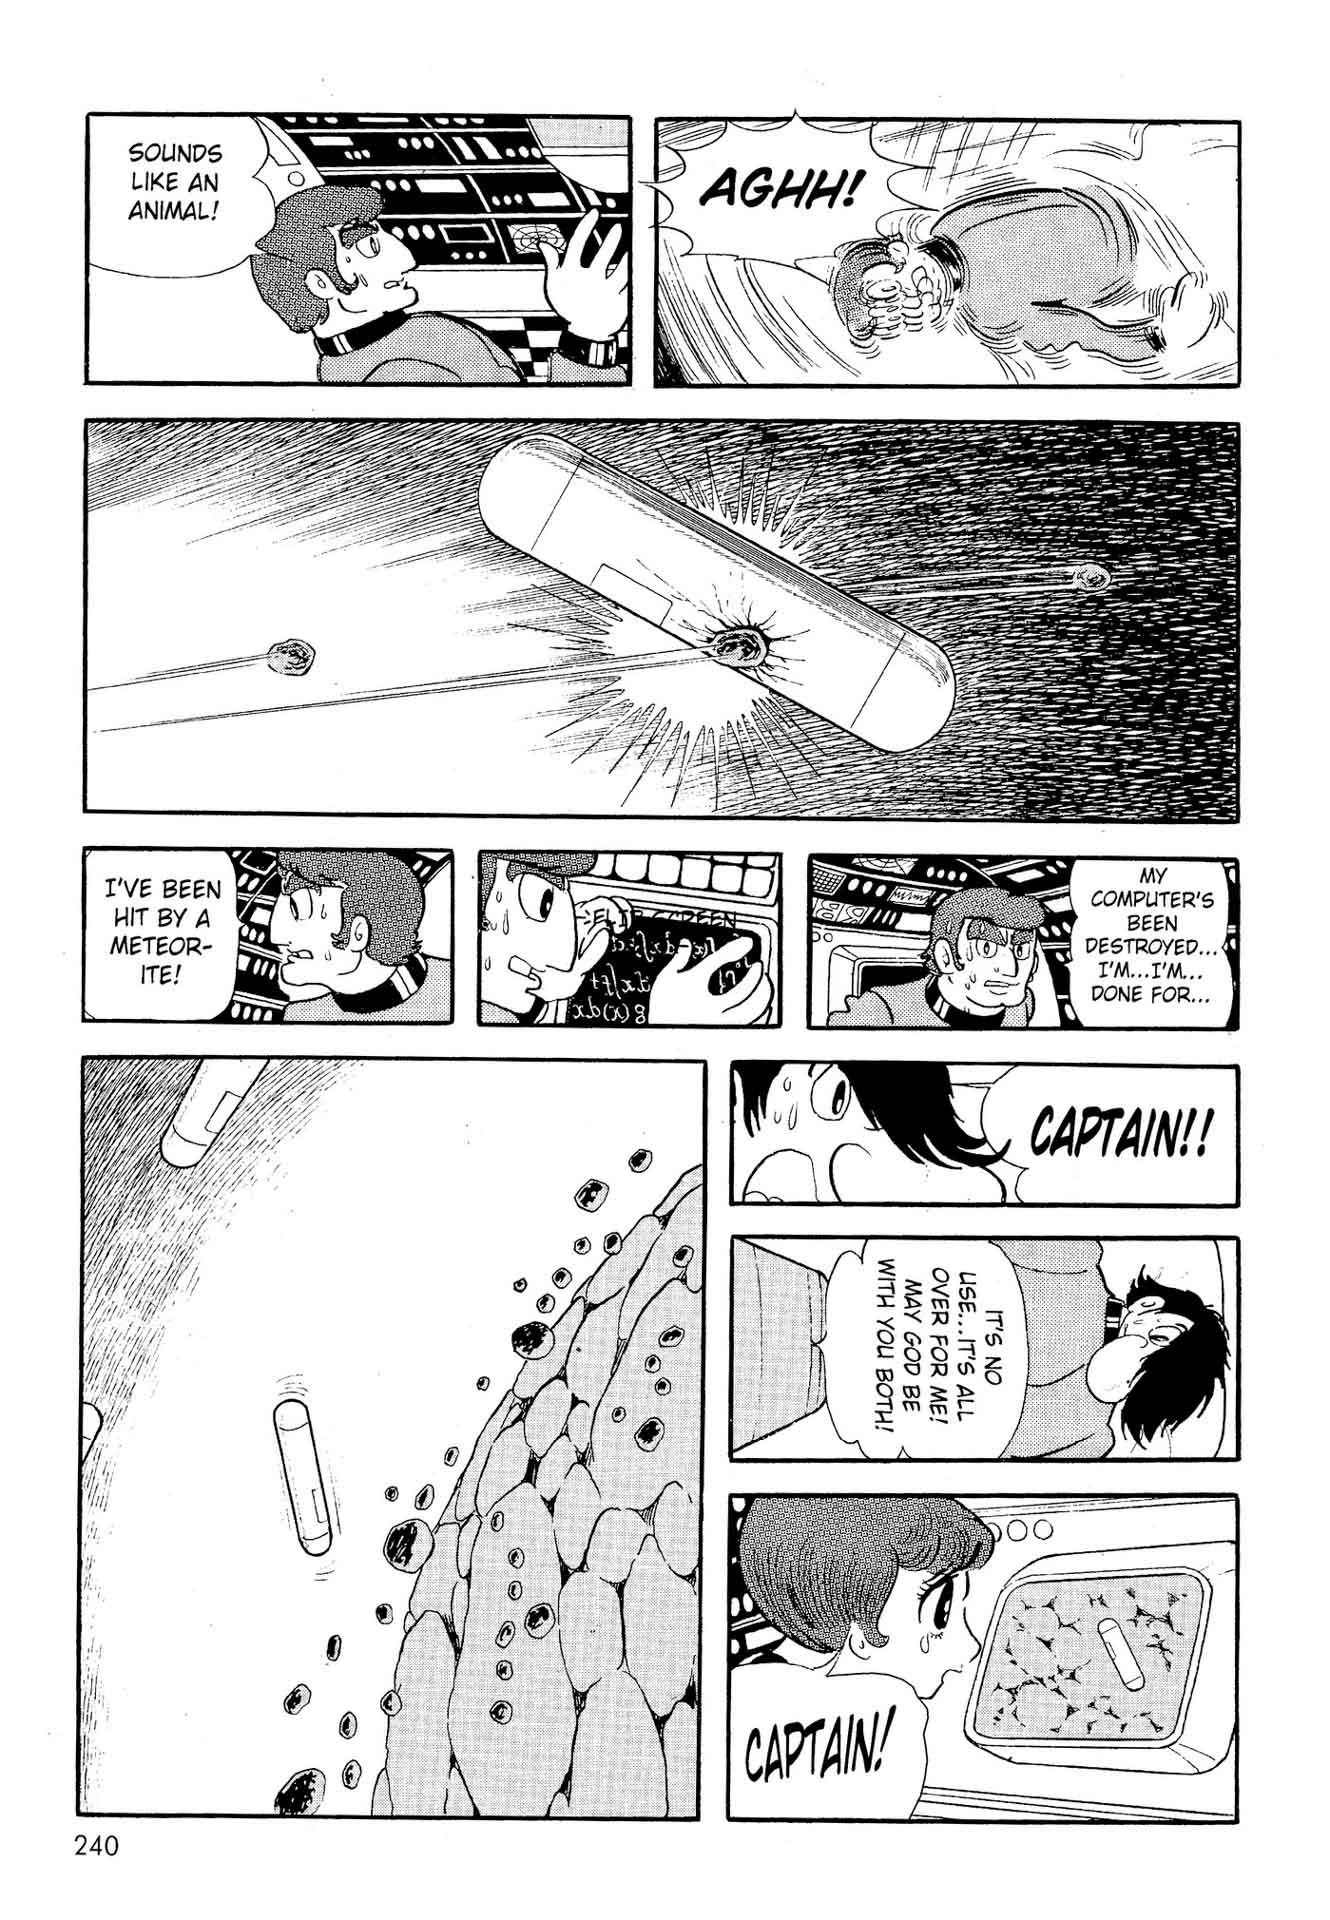 SOUNDS
LIKE AN
ANIMAL!
AGHH!
I'VE BEEN
HIT BY A
METEOR-
ITE!
SCREEN
MY
COMPUTER'S
BEEN
DESTROYED...
I'M...I'M...
DONE FOR...
CAPTAIN!!
IT'S NO
USE...IT'S ALL
OVER FOR ME!
MAY GOD BE
WITH YOU BOTH!
CAPTAIN!
240